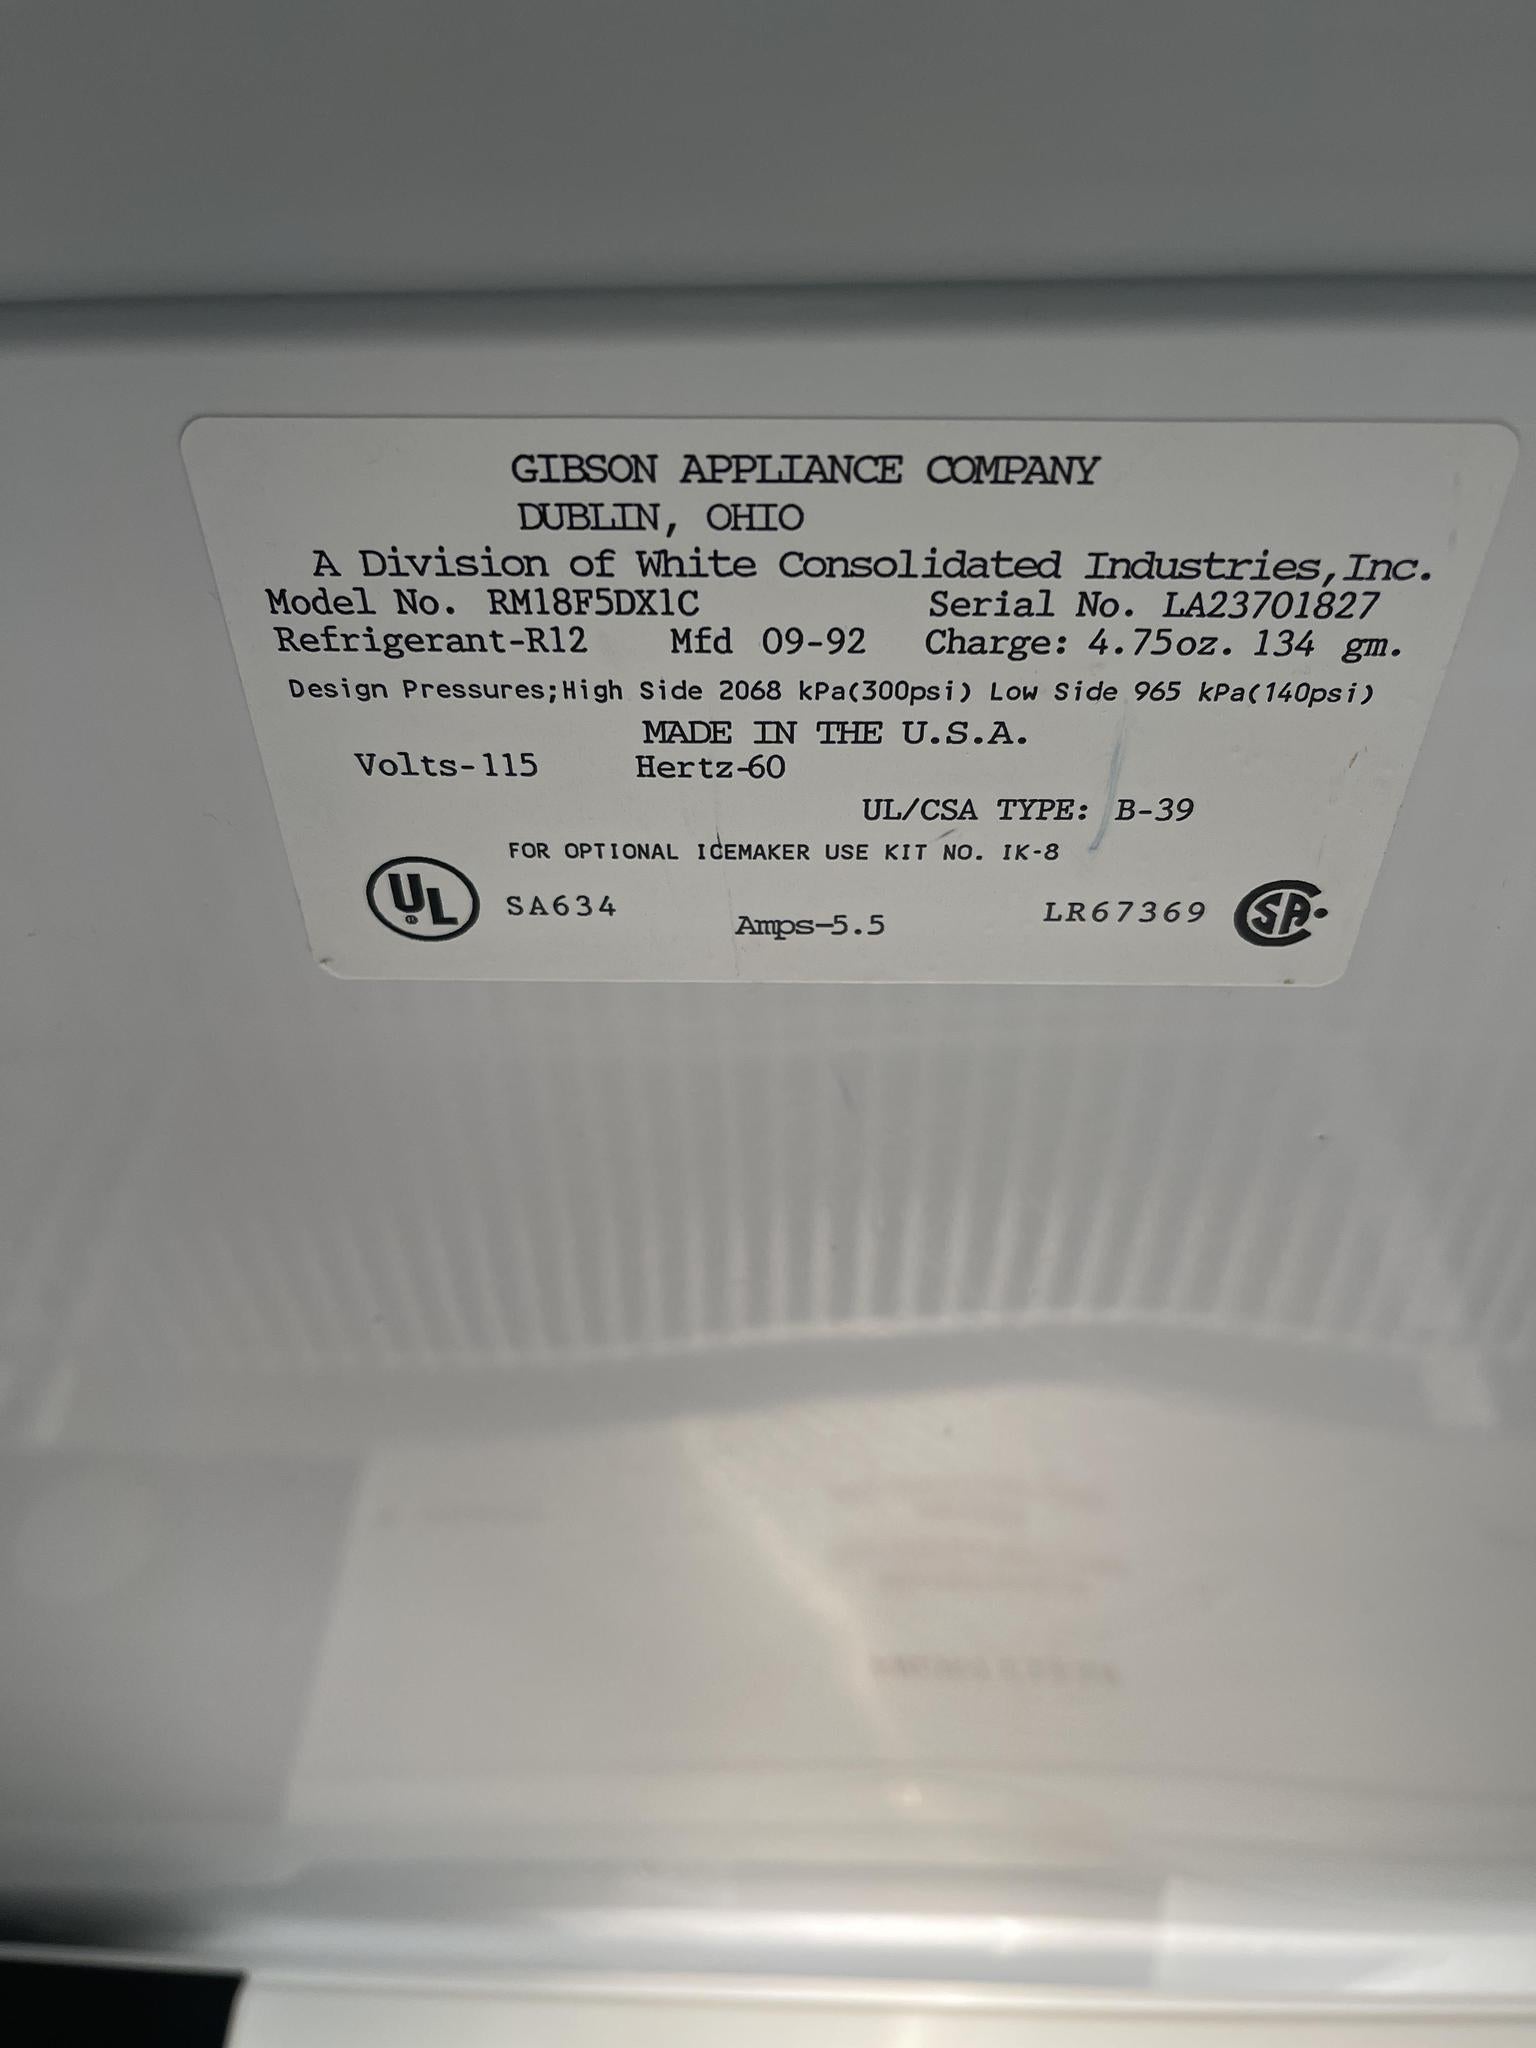 GIBSON APPLIANCE COMPANY
DUBLIN, OHIO
A Division of White Consolidated Industries,Inc.
Model No. RM18F5DX1C Serial No. LA23701827
Refrigerant-R12 Mfd 09-92 Charge: 4.75oz. 134 gm.
Design Pressures;High Side 2068 kPa(300psi) Low Side 965 kPa(140psi)
MADE IN THE U.S.A.
Volts-115 Hertz-60
UL/CSA TYPE: B-39
FOR OPTIONAL ICEMAKER USE KIT NO. IK-8
UL ® SA634 Amps-5.5 LR67369 CSA